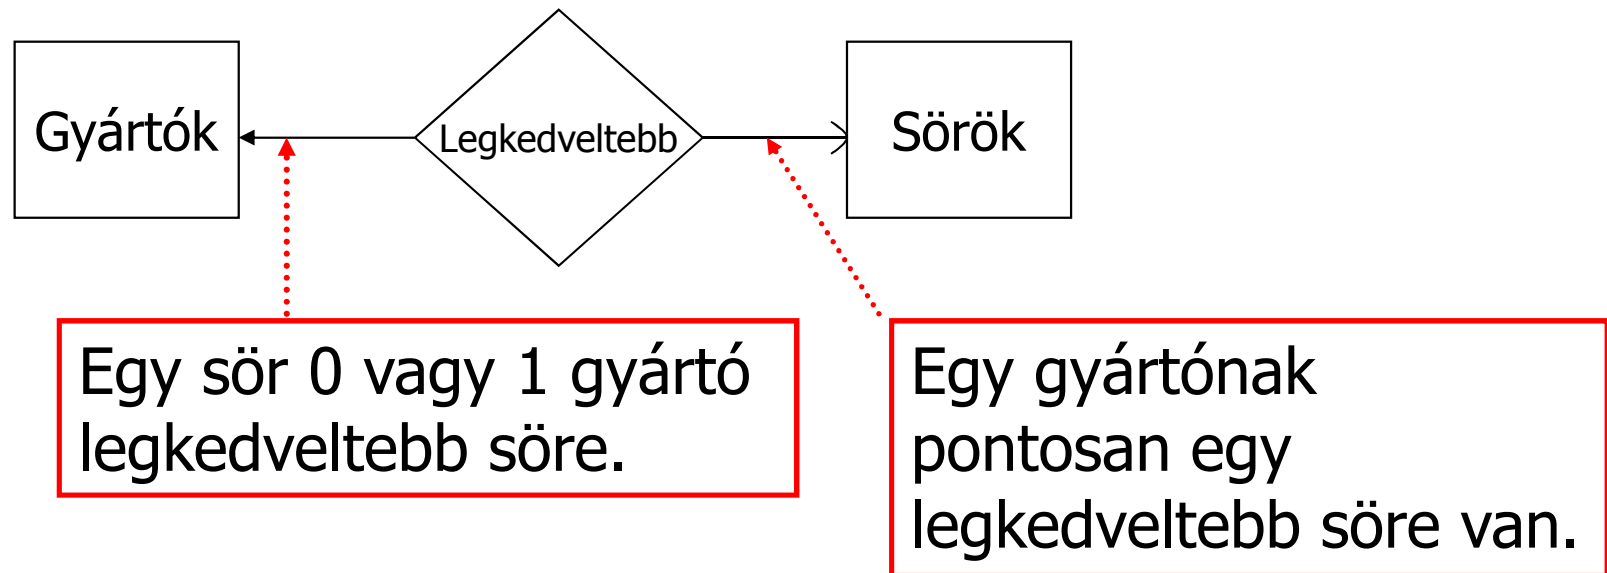 Gyártók
Legkedveltebb
Sörök
Egy sör 0 vagy 1 gyártó
legkedveltebb söre.
Egy gyártónak
pontosan egy
legkedveltebb söre van.